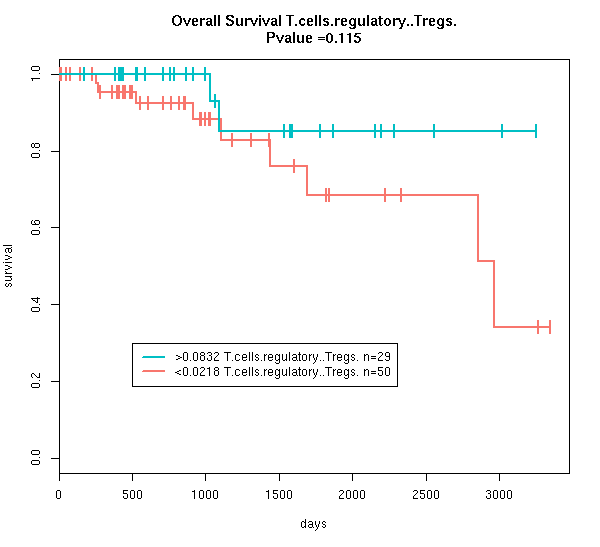 Overall Survival T.cells.regulatory..Tregs.
Pvalue =0.115
survival
1.0
0.8
0.6
0.4
0.2
0.0
>0.0832 T.cells.regulatory..Tregs. n=29
<0.0218 T.cells.regulatory..Tregs. n=50
0 500 1000 1500 2000 2500 3000
days